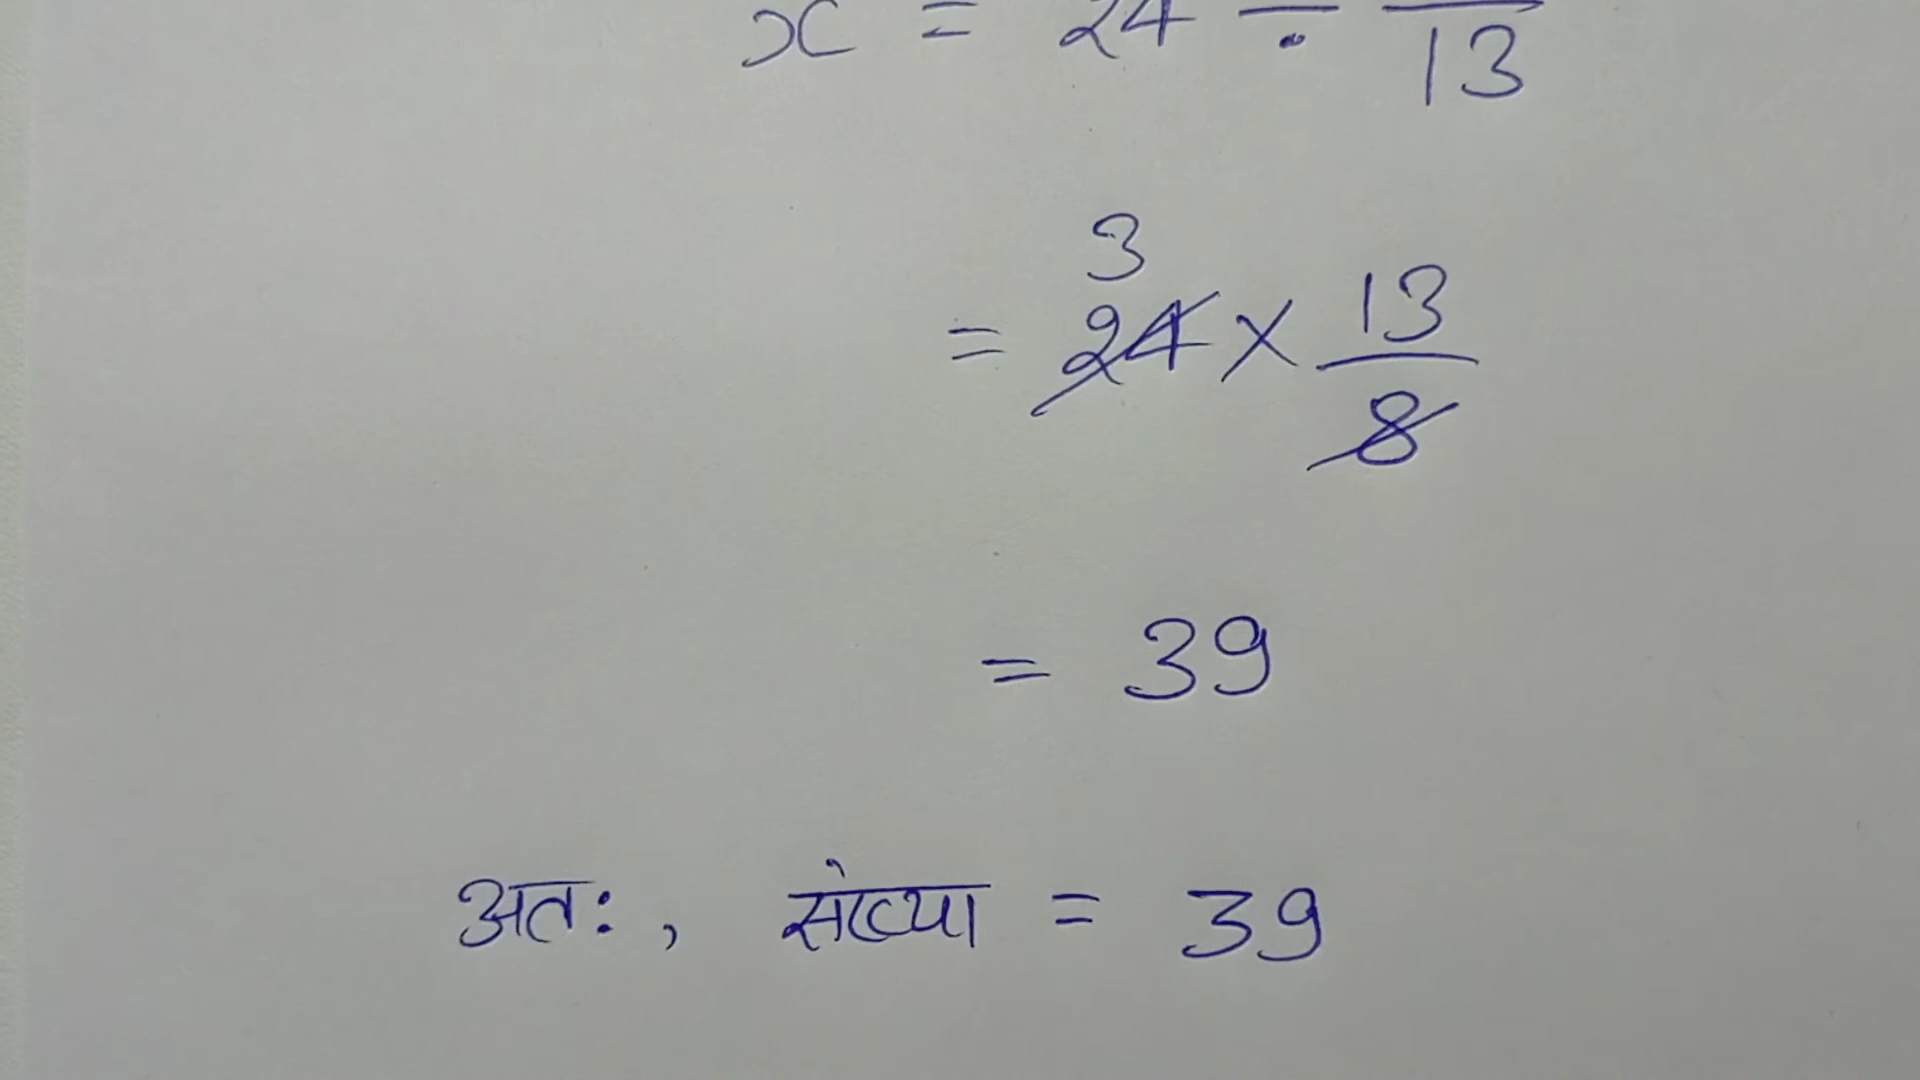 x = 24 ÷ —/13
= 24 × 13/8
3
= 39
अतः, संख्या = 39